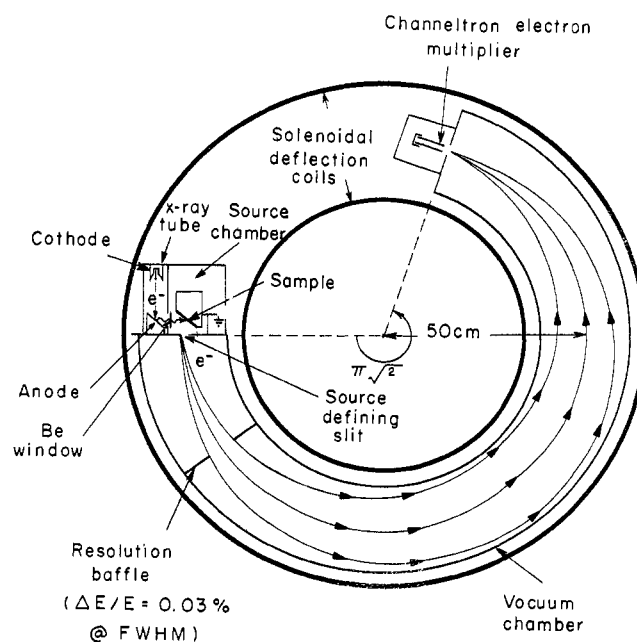 Channeltron electron
multiplier
Solenoidal
deflection
coils
x-ray
tube
Source
chamber
Cothode
Sample
e-
50cm
π√2
e-
Anode
Be
window
Source
defining
slit
Resolution
baffle
(ΔE/E= 0.03%
@ FWHM)
Vacuum
chamber